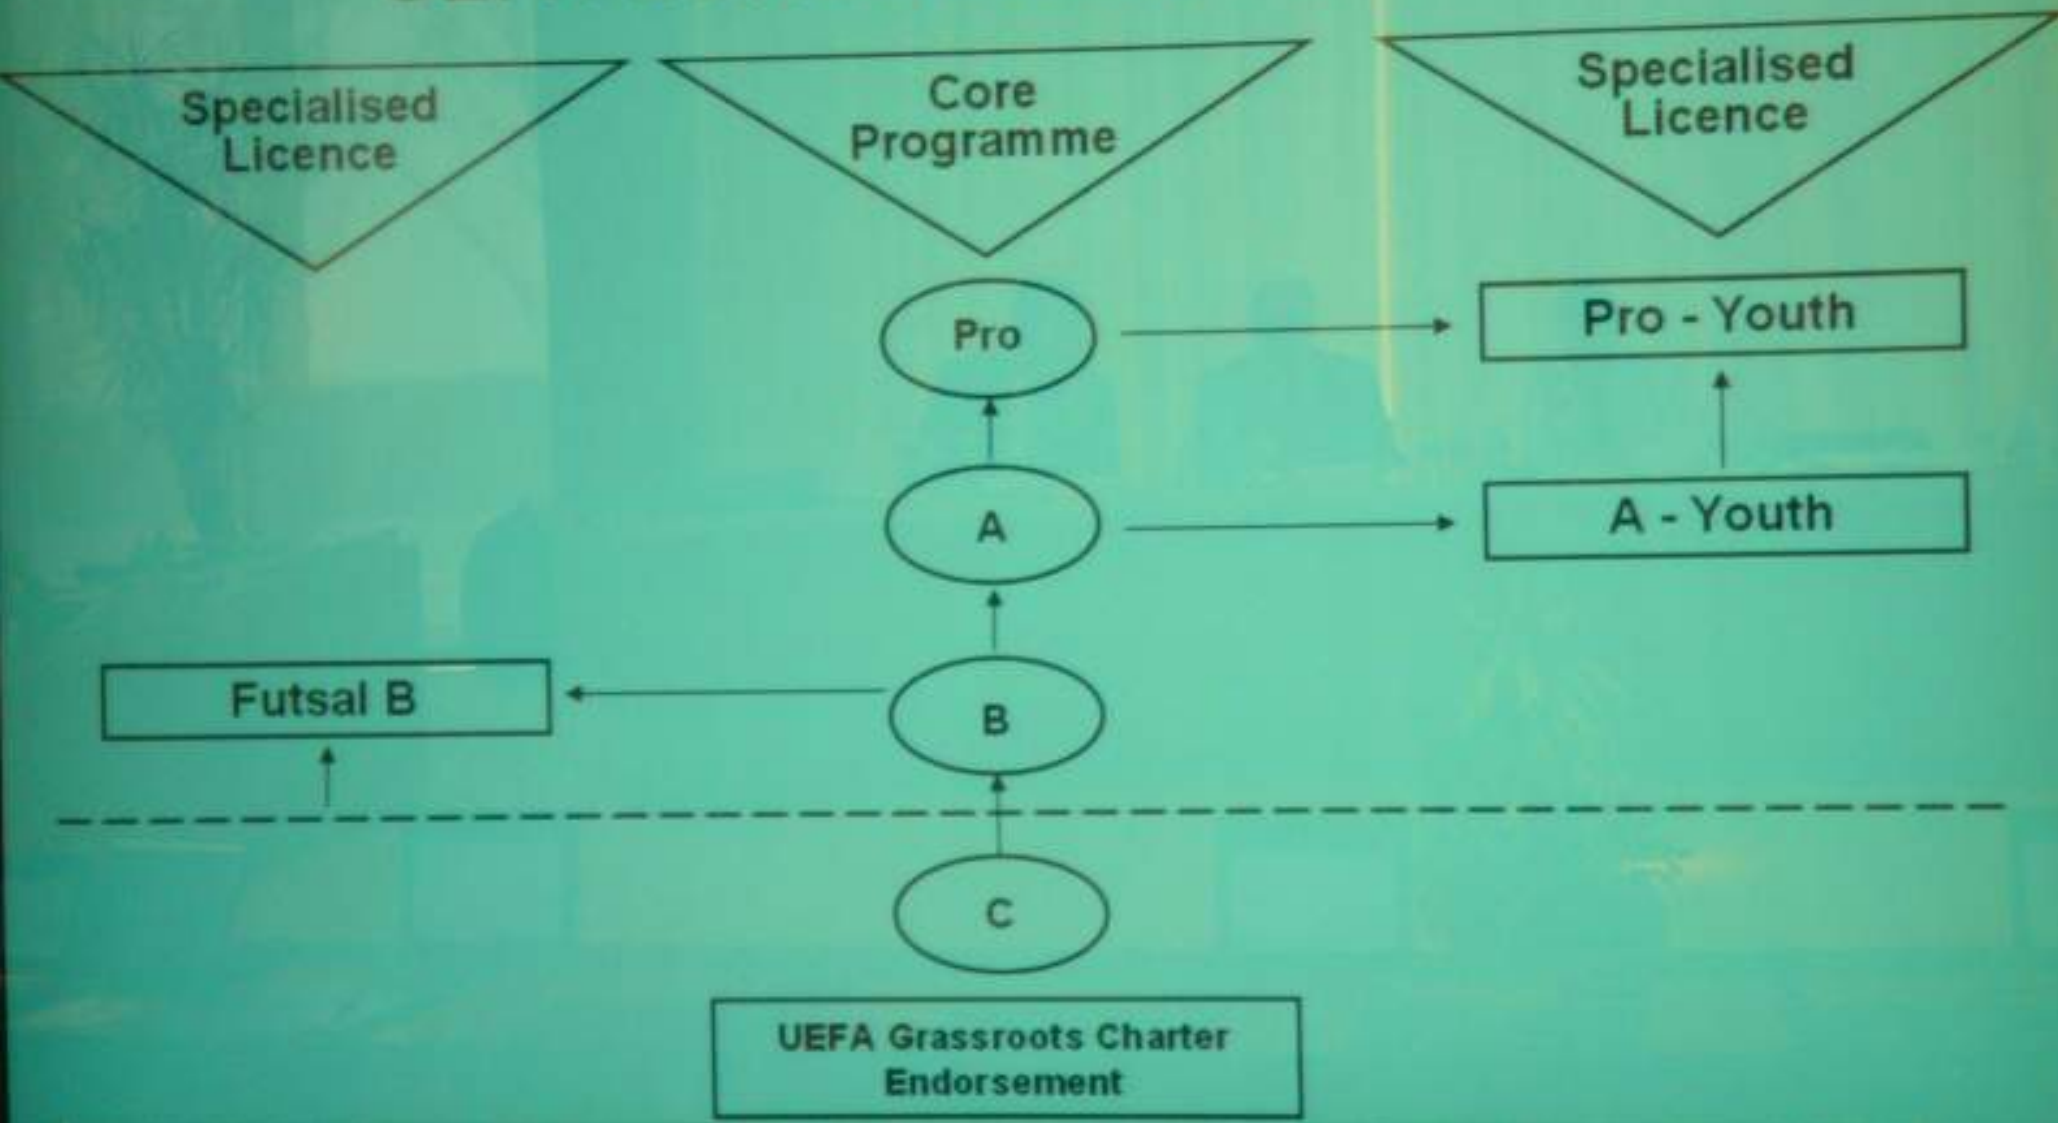 Specialised
Licence
Core
Programme
Specialised
Licence
Pro
Pro - Youth
A
A - Youth
Futsal B
B
C
UEFA Grassroots Charter
Endorsement